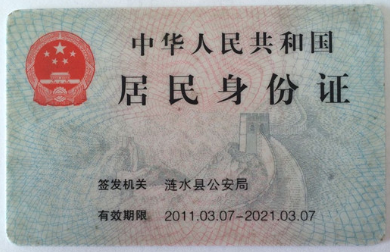 中华人民共和国
居民身份证
签发机关 涟水县公安局
有效期限 2011.03.07-2021.03.07